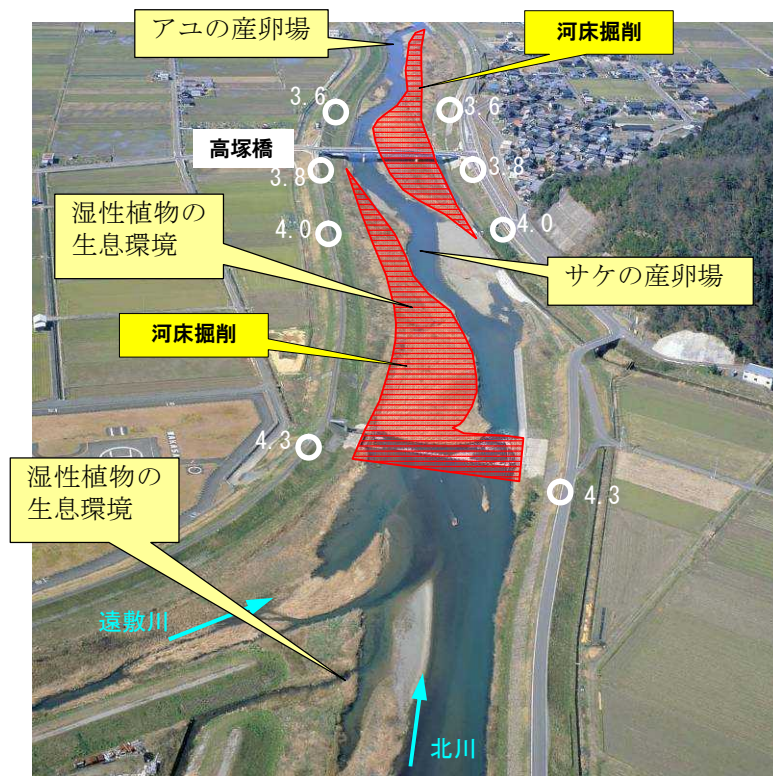 アユの産卵場
河床掘削
3.6
3.6
高塚橋
3.8
3.8
湿性植物の
生息環境
4.0
4.0
サケの産卵場
河床掘削
4.3
4.3
湿性植物の
生息環境
遠敷川
北川
WAKASA